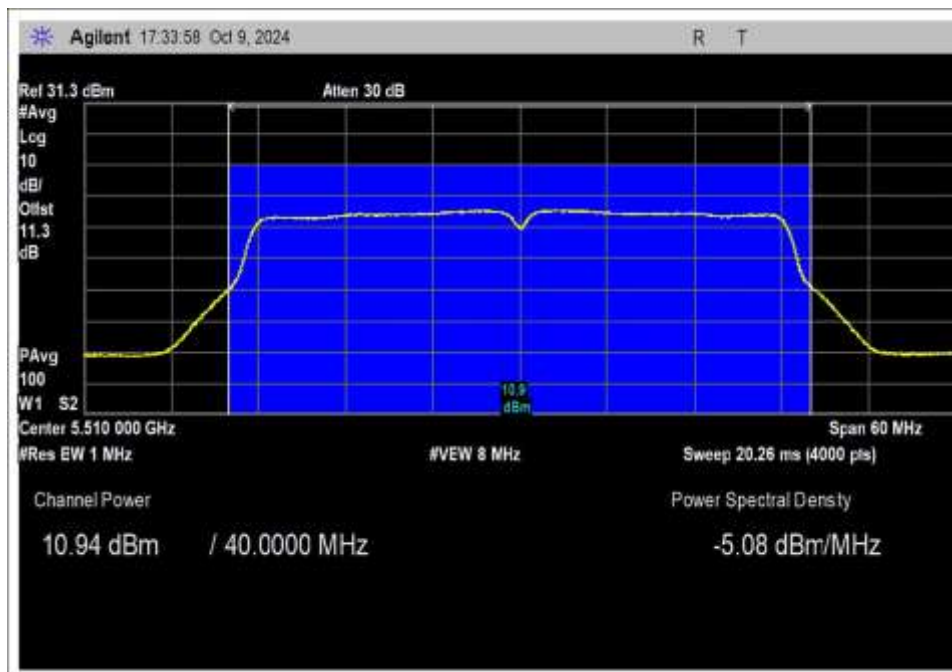 Agilent 17:33:58 Oct 9, 2024 R T
Ref 31.3 dBm Atten 30 dB
#Avg
Log
10
dB/
Offst
11.3
dB
PAvg
100
W1 S2
10.9
dBm
Center 5.510 000 GHz Span 60 MHz
#Res EW 1 MHz #VEW 8 MHz Sweep 20.26 ms (4000 pts)
Channel Power Power Spectral Density
10.94 dBm / 40.0000 MHz -5.08 dBm/MHz